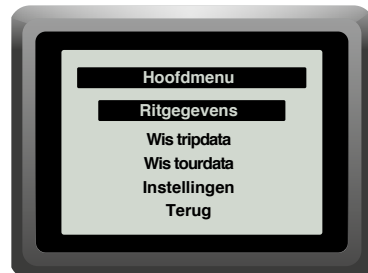 Hoofdmenu
Ritgegevens
Wis tripdata
Wis tourdata
Instellingen
Terug